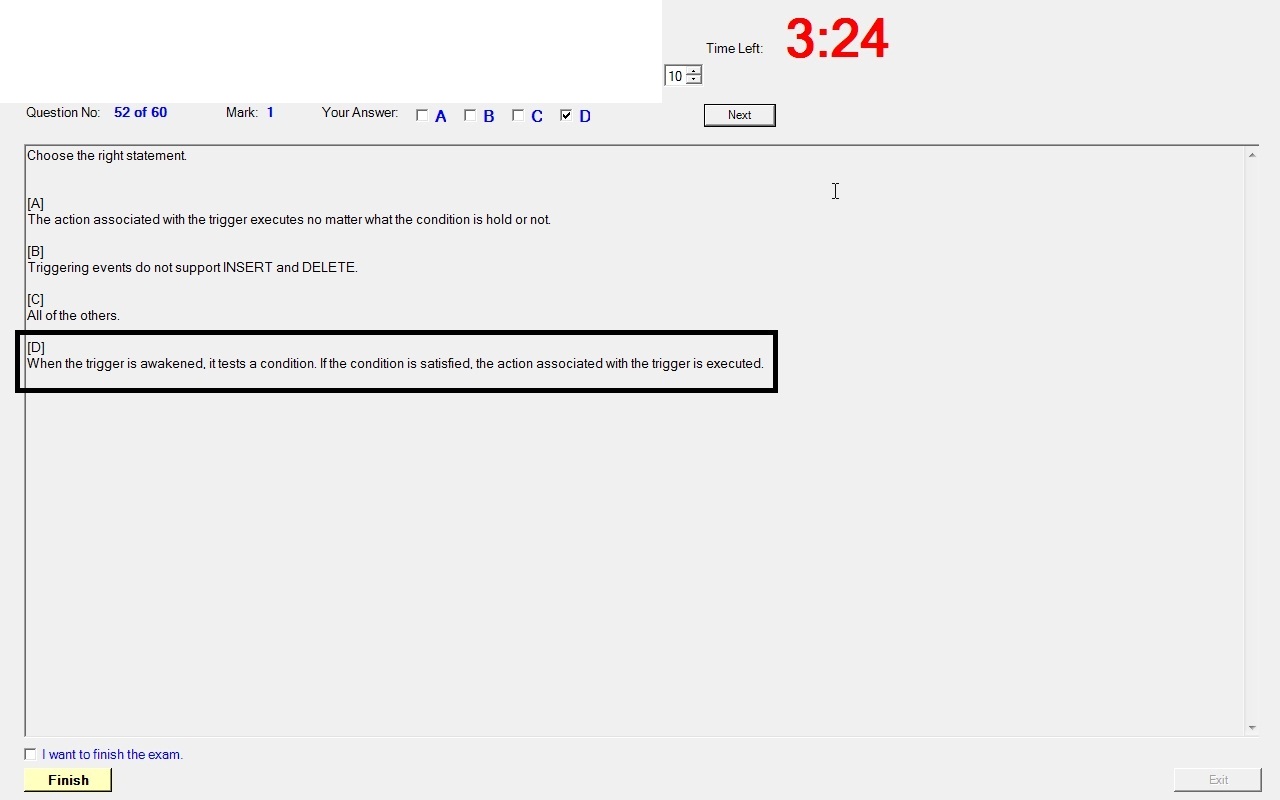 Time Left: 3:24
10
Question No: 52 of 60 Mark: 1 Your Answer: A B C D Next
Choose the right statement.
[A]
The action associated with the trigger executes no matter what the condition is hold or not.
[B]
Triggering events do not support INSERT and DELETE.
[C]
All of the others.
[D]
When the trigger is awakened, it tests a condition. If the condition is satisfied, the action associated with the trigger is executed.
I want to finish the exam.
Finish Exit